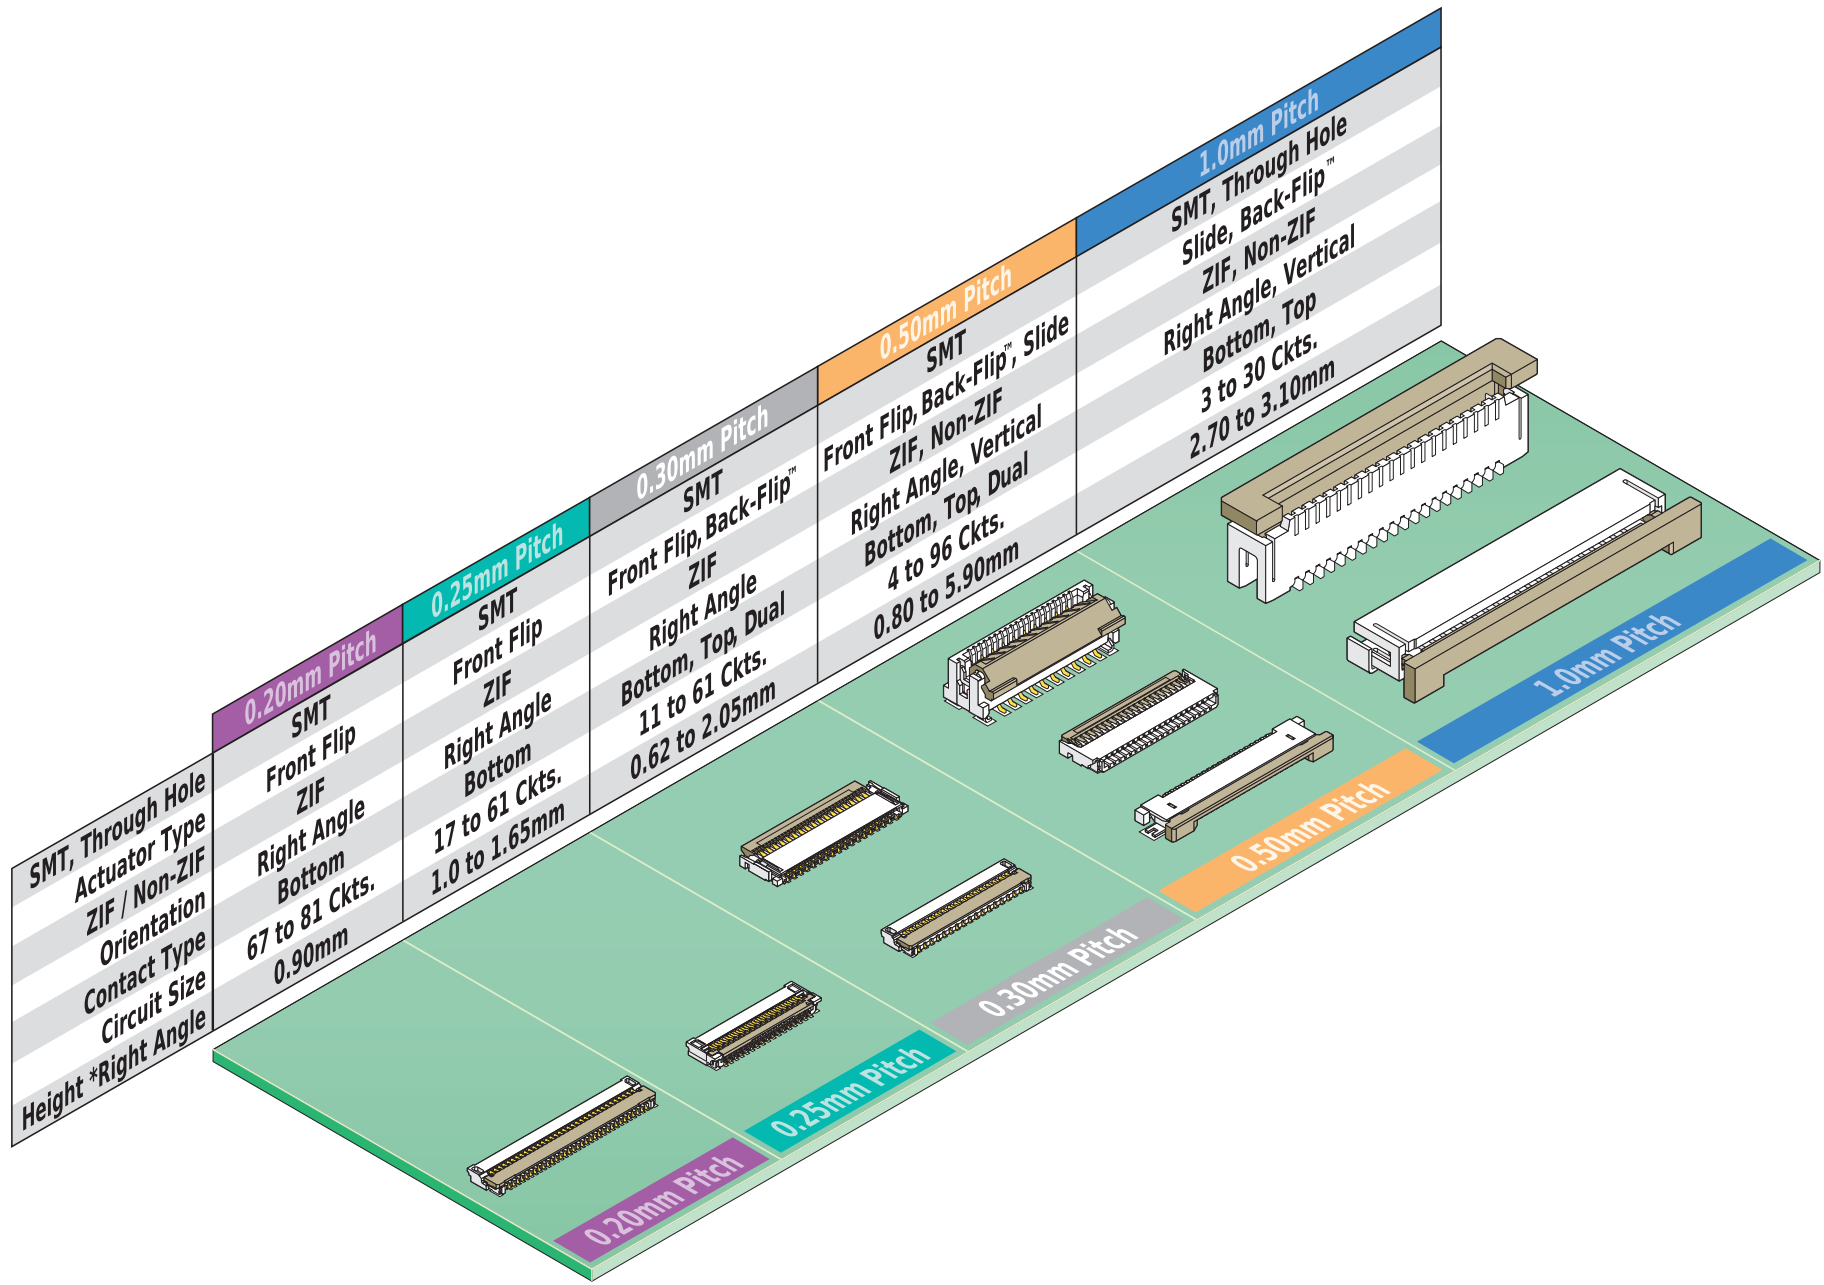 SMT, Through Hole
Actuator Type
ZIF / Non-ZIF
Orientation
Contact Type
Circuit Size
Height *Right Angle
0.20mm Pitch
SMT
Front Flip
ZIF
Right Angle
Bottom
67 to 81 Ckts.
0.90mm
0.25mm Pitch
SMT
Front Flip
ZIF
Right Angle
Bottom
17 to 61 Ckts.
1.0 to 1.65mm
0.30mm Pitch
SMT
Front Flip, Back-Flip™
ZIF
Right Angle
Bottom, Top, Dual
11 to 61 Ckts.
0.62 to 2.05mm
0.50mm Pitch
SMT
Front Flip, Back-Flip™, Slide
ZIF, Non-ZIF
Right Angle, Vertical
Bottom, Top, Dual
4 to 96 Ckts.
0.80 to 5.90mm
1.0mm Pitch
SMT, Through Hole
Slide, Back-Flip™
ZIF, Non-ZIF
Right Angle, Vertical
Bottom, Top
3 to 30 Ckts.
2.70 to 3.10mm
0.20mm Pitch
0.25mm Pitch
0.30mm Pitch
0.50mm Pitch
1.0mm Pitch